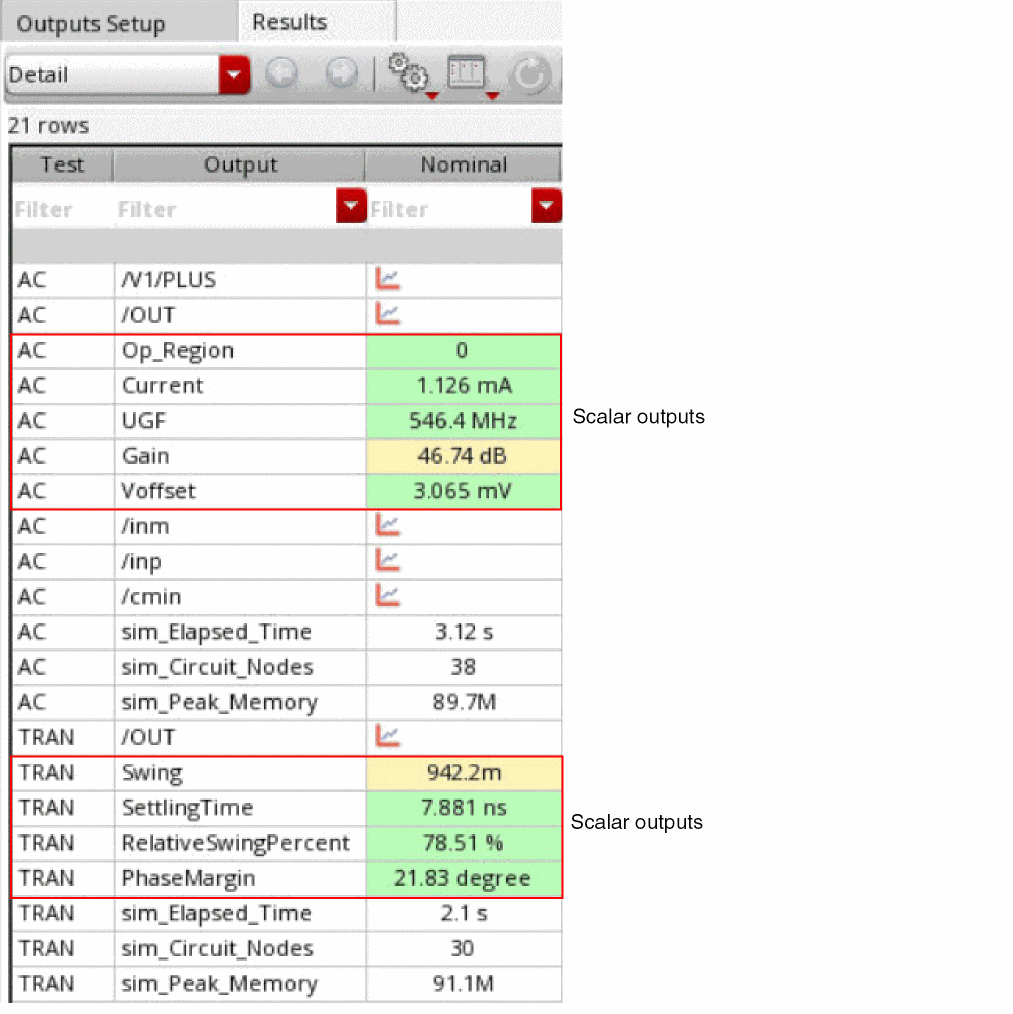 Outputs Setup Results
Detail
21 rows
Test Output Nominal
Filter Filter Filter
AC /V1/PLUS
AC /OUT
AC Op_Region 0
AC Current 1.126 mA
AC UGF 546.4 MHz
Scalar outputs
AC Gain 46.74 dB
AC Voffset 3.065 mV
AC /inm
AC /inp
AC /cmin
AC sim_Elapsed_Time 3.12 s
AC sim_Circuit_Nodes 38
AC sim_Peak_Memory 89.7M
TRAN /OUT
TRAN Swing 942.2m
TRAN SettlingTime 7.881 ns
Scalar outputs
TRAN RelativeSwingPercent 78.51 %
TRAN PhaseMargin 21.83 degree
TRAN sim_Elapsed_Time 2.1 s
TRAN sim_Circuit_Nodes 30
TRAN sim_Peak_Memory 91.1M